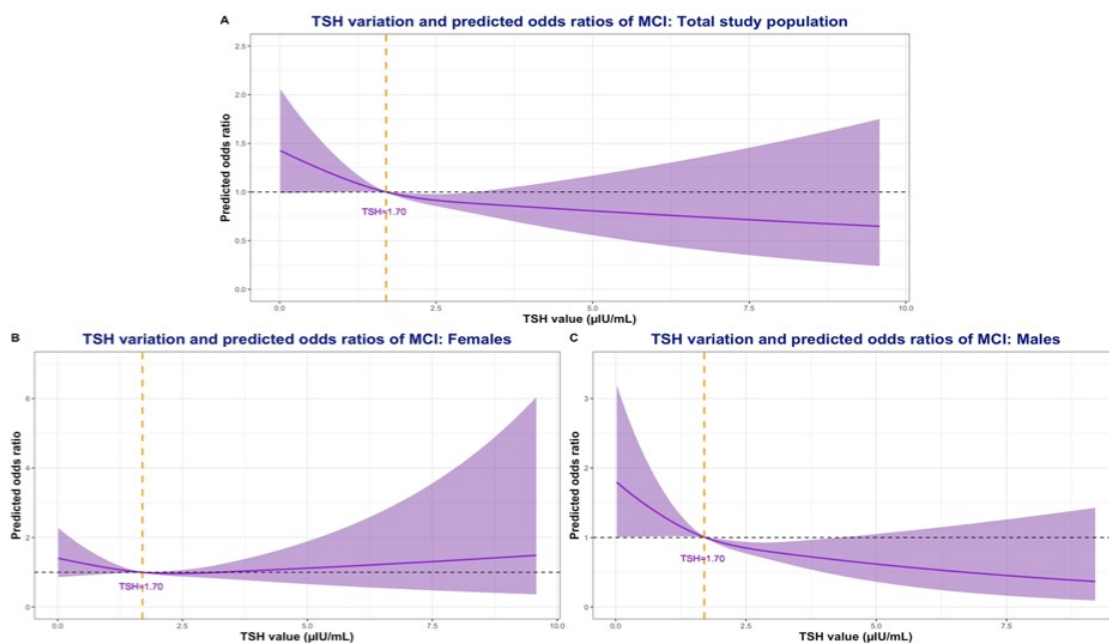 A
TSH variation and predicted odds ratios of MCI: Total study population
Predicted odds ratio
2.5
2.0
1.5
1.0
0.5
0.0
TSH=1.70
0.0 2.5 5.0 7.5 10.0
TSH value (µIU/mL)
B
TSH variation and predicted odds ratios of MCI: Females
Predicted odds ratio
6
4
2
0
TSH=1.70
0.0 2.5 5.0 7.5 10.0
TSH value (µIU/mL)
C
TSH variation and predicted odds ratios of MCI: Males
Predicted odds ratio
3
2
1
0
TSH=1.70
0.0 2.5 5.0 7.5
TSH value (µIU/mL)